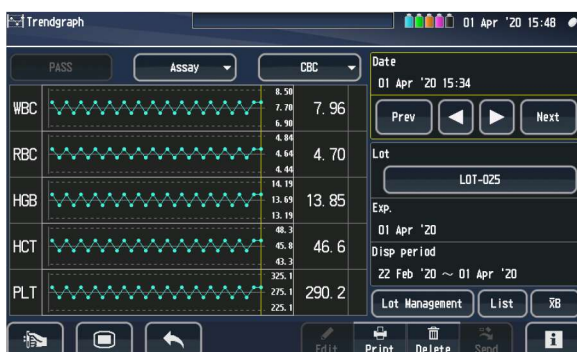 Trendgraph
01 Apr '20 15:48
PASS
Assay
CBC
WBC
8.50
7.70
6.90
7.96
RBC
4.84
4.64
4.44
4.70
HGB
14.19
13.69
13.19
13.85
HCT
48.3
45.8
43.3
46.6
PLT
325.1
275.1
225.1
290.2
Date
01 Apr '20 15:34
Prev
Next
Lot
LOT-025
Exp.
01 Apr '20
Disp period
22 Feb '20 ~ 01 Apr '20
Lot Management
List
X̄B
Edit
Print
Delete
Send